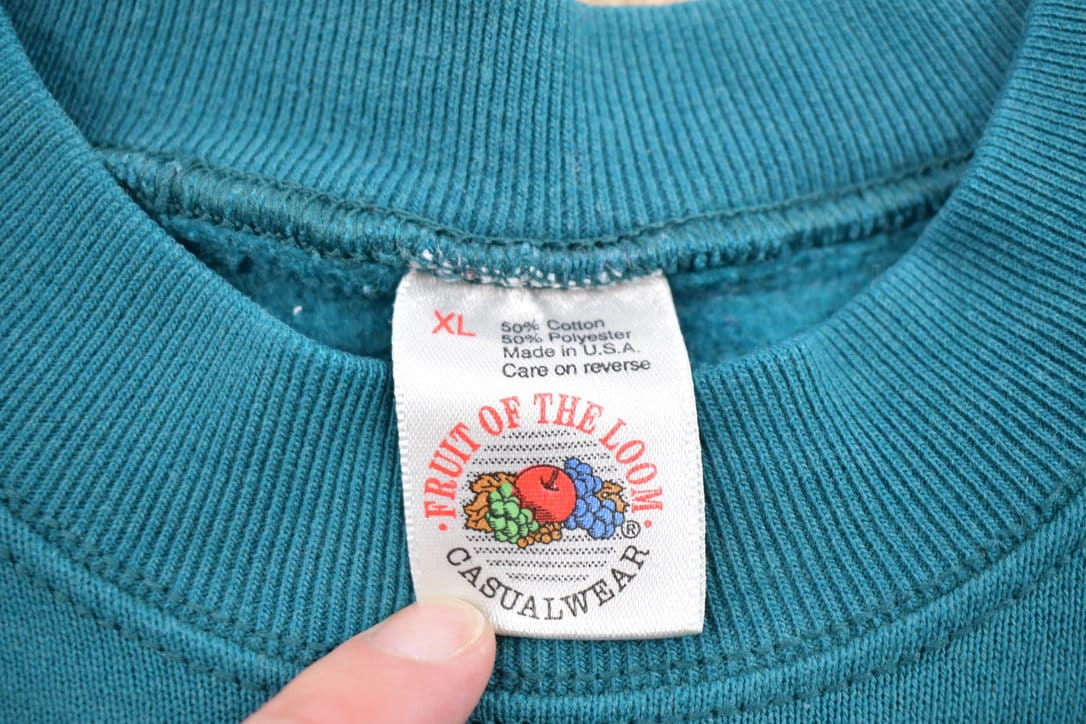 XL
50% Cotton
50% Polyester
Made in U.S.A.
Care on reverse
· FRUIT OF THE LOOM ·
®
CASUALWEAR